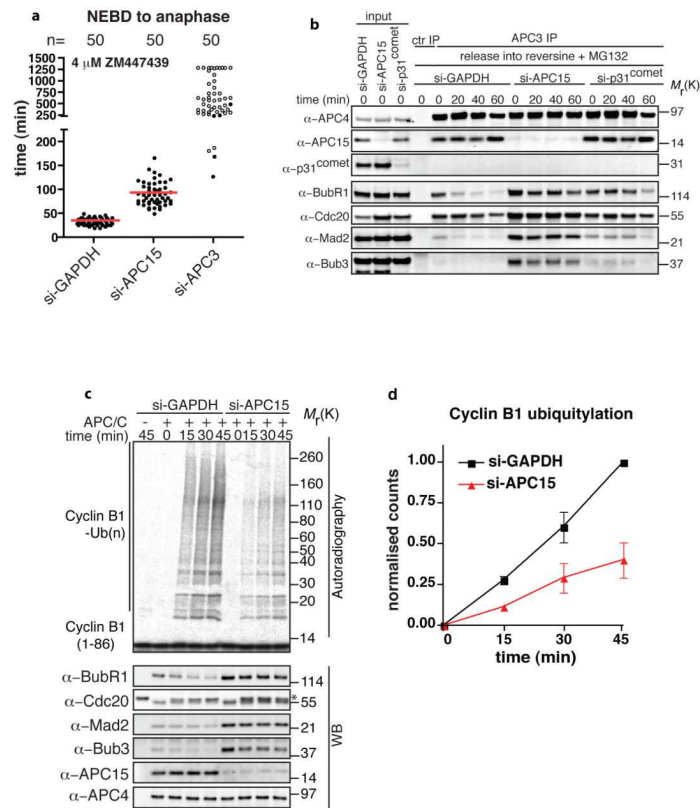 a
NEBD to anaphase
n= 50 50 50
4 μM ZM447439
time (min)
1500
1250
1000
750
500
250
200
150
100
50
0
si-GAPDH
si-APC15
si-APC3
b
input
ctr IP
APC3 IP
release into reversine + MG132
si-GAPDH
si-APC15
si-p31comet
si-GAPDH si-APC15 si-p31comet
Mr(K)
time (min) 0 0 0 0 0 20 40 60 0 20 40 60 0 20 40 60
α-APC4 97
α-APC15 14
α-p31comet 31
α-BubR1 114
α-Cdc20 55
α-Mad2 21
α-Bub3 37
c
si-GAPDH si-APC15
Mr(K)
APC/C - + + + + + + + +
time (min) 45 0 15 30 45 0 15 30 45
260
160
110
80
60
50
40
30
20
14
Cyclin B1
-Ub(n)
Cyclin B1
(1-86)
Autoradiography
α-BubR1 114
α-Cdc20 * 55
α-Mad2 21
α-Bub3 37
α-APC15 14
α-APC4 97
WB
d
Cyclin B1 ubiquitylation
si-GAPDH
si-APC15
normalised counts
1.00
0.75
0.50
0.25
0.00
0 15 30 45
time (min)